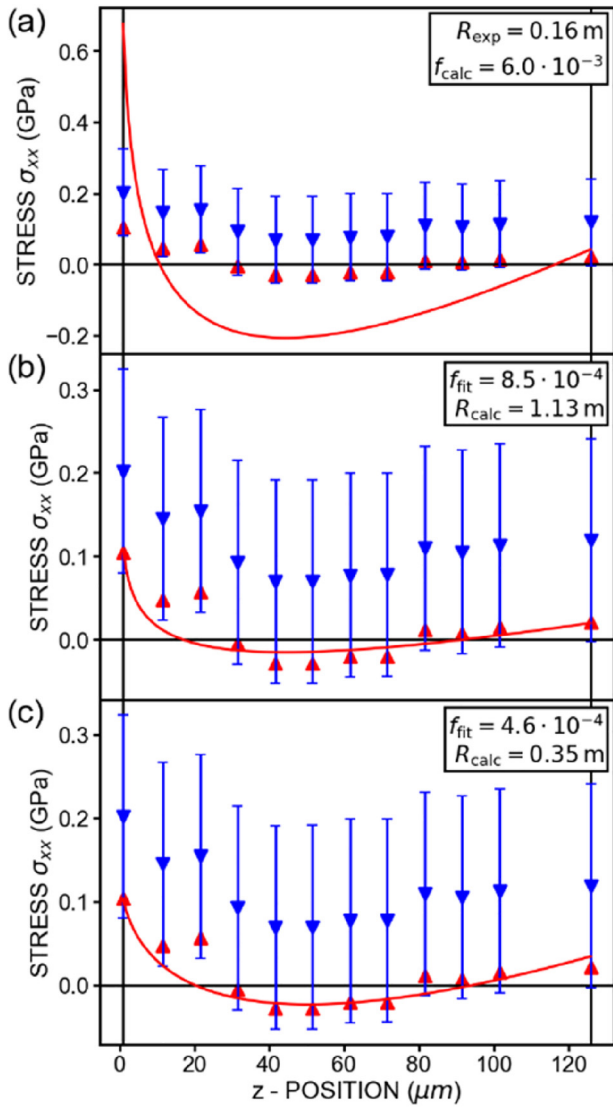 (a)
R_exp = 0.16 m
f_calc = 6.0 · 10⁻³
STRESS σ_xx (GPa)
0.6
0.4
0.2
0.0
−0.2
(b)
f_fit = 8.5 · 10⁻⁴
R_calc = 1.13 m
STRESS σ_xx (GPa)
0.3
0.2
0.1
0.0
(c)
f_fit = 4.6 · 10⁻⁴
R_calc = 0.35 m
STRESS σ_xx (GPa)
0.3
0.2
0.1
0.0
0 20 40 60 80 100 120
z - POSITION (μm)